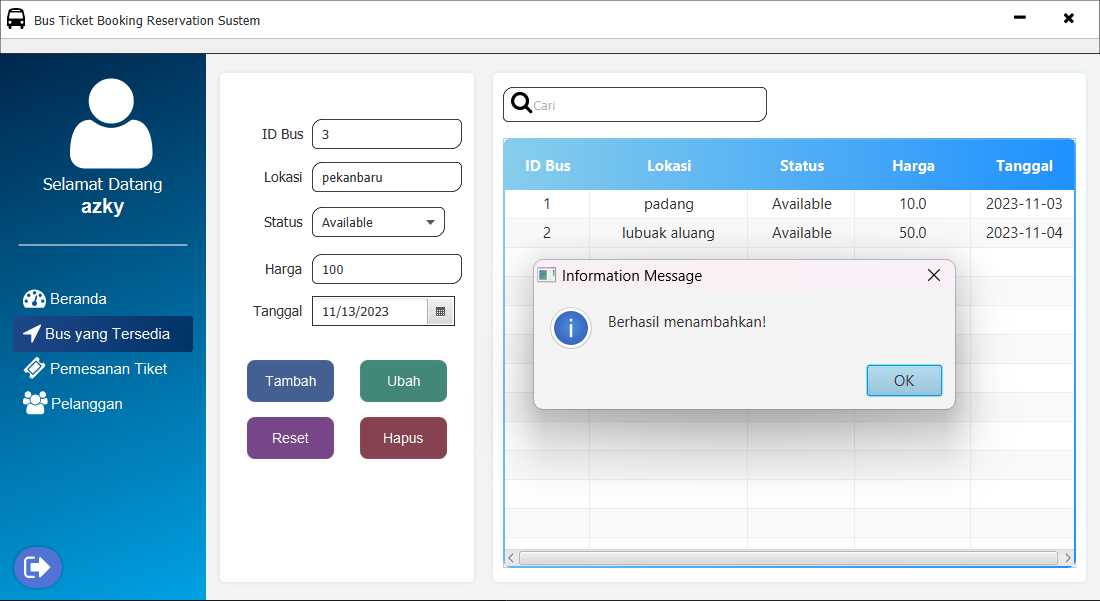 Bus Ticket Booking Reservation Sustem
Selamat Datang
azky
Beranda
Bus yang Tersedia
Pemesanan Tiket
Pelanggan
ID Bus 3
Lokasi pekanbaru
Status Available
Harga 100
Tanggal 11/13/2023
Tambah Ubah
Reset Hapus
Cari
ID Bus Lokasi Status Harga Tanggal
1 padang Available 10.0 2023-11-03
2 lubuak aluang Available 50.0 2023-11-04
Information Message
Berhasil menambahkan!
OK